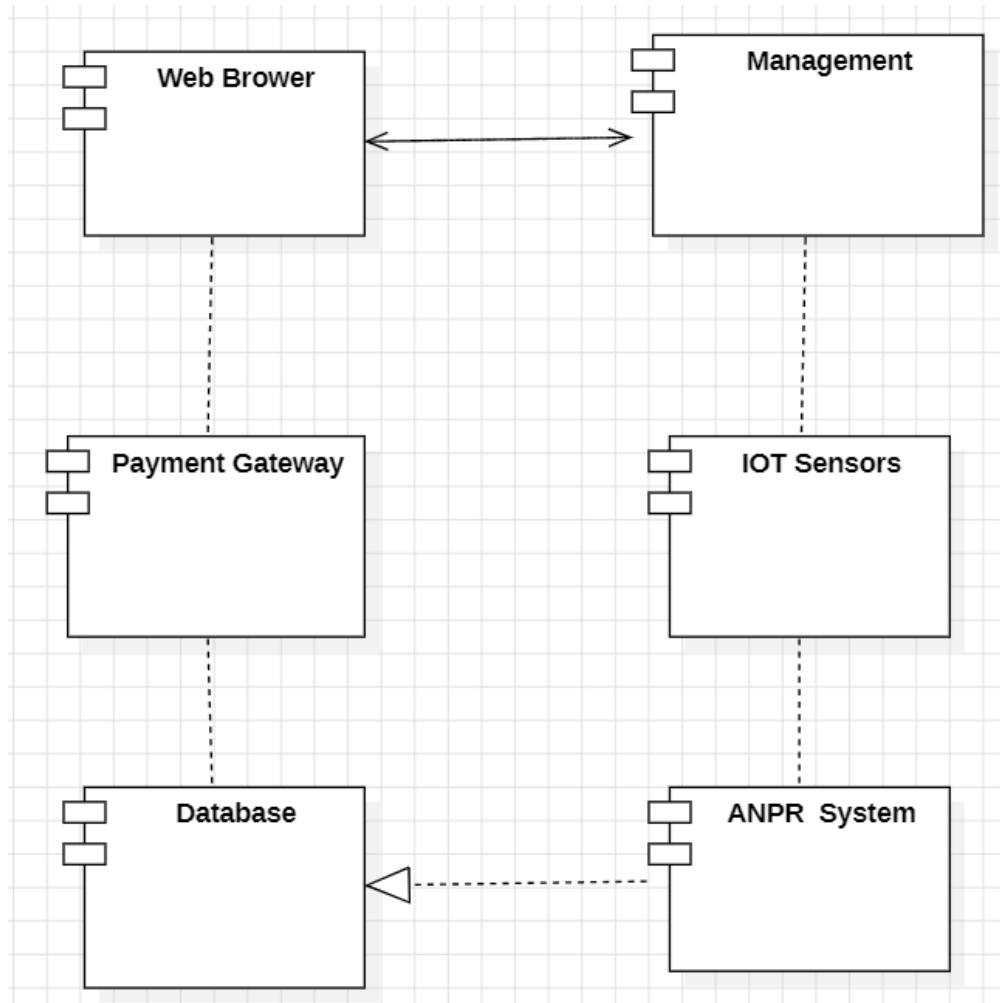 Web Brower
Management
Payment Gateway
IOT Sensors
Database
ANPR  System